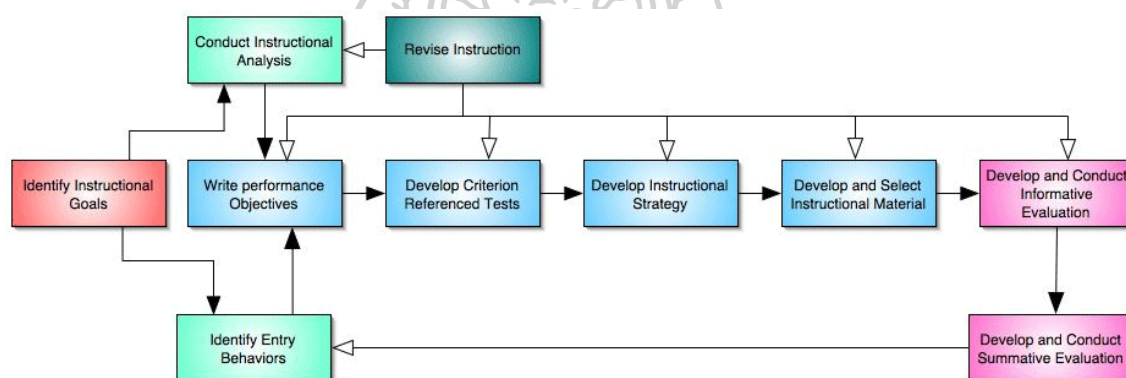 Conduct Instructional
Analysis
Revise Instruction
Identify Instructional
Goals
Write performance
Objectives
Develop Criterion
Referenced Tests
Develop Instructional
Strategy
Develop and Select
Instructional Material
Develop and Conduct
Informative
Evaluation
Identify Entry
Behaviors
Develop and Conduct
Summative Evaluation